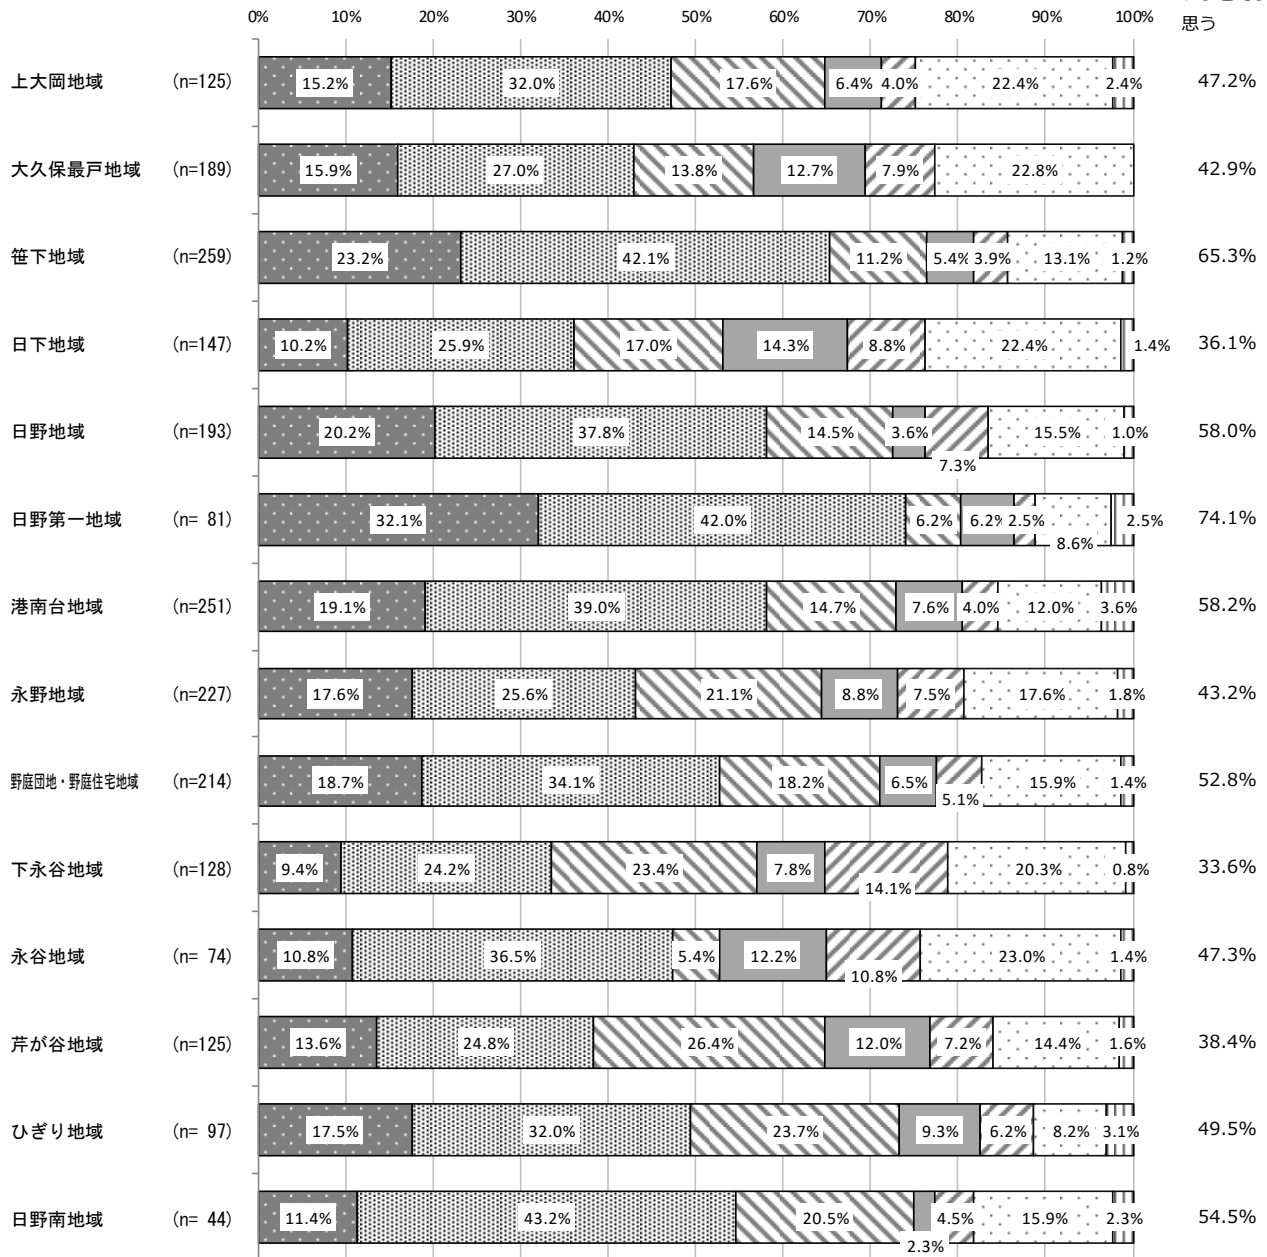 0% 10% 20% 30% 40% 50% 60% 70% 80% 90% 100%
思う
上大岡地域 (n=125) 15.2% 32.0% 17.6% 6.4% 4.0% 22.4% 2.4% 47.2%
大久保最戸地域 (n=189) 15.9% 27.0% 13.8% 12.7% 7.9% 22.8% 42.9%
笹下地域 (n=259) 23.2% 42.1% 11.2% 5.4% 3.9% 13.1% 1.2% 65.3%
日下地域 (n=147) 10.2% 25.9% 17.0% 14.3% 8.8% 22.4% 1.4% 36.1%
日野地域 (n=193) 20.2% 37.8% 14.5% 3.6% 7.3% 15.5% 1.0% 58.0%
日野第一地域 (n= 81) 32.1% 42.0% 6.2% 6.2% 2.5% 8.6% 2.5% 74.1%
港南台地域 (n=251) 19.1% 39.0% 14.7% 7.6% 4.0% 12.0% 3.6% 58.2%
永野地域 (n=227) 17.6% 25.6% 21.1% 8.8% 7.5% 17.6% 1.8% 43.2%
野庭団地・野庭住宅地域 (n=214) 18.7% 34.1% 18.2% 6.5% 5.1% 15.9% 1.4% 52.8%
下永谷地域 (n=128) 9.4% 24.2% 23.4% 7.8% 14.1% 20.3% 0.8% 33.6%
永谷地域 (n= 74) 10.8% 36.5% 5.4% 12.2% 10.8% 23.0% 1.4% 47.3%
芹が谷地域 (n=125) 13.6% 24.8% 26.4% 12.0% 7.2% 14.4% 1.6% 38.4%
ひぎり地域 (n= 97) 17.5% 32.0% 23.7% 9.3% 6.2% 8.2% 3.1% 49.5%
日野南地域 (n= 44) 11.4% 43.2% 20.5% 2.3% 4.5% 15.9% 2.3% 54.5%